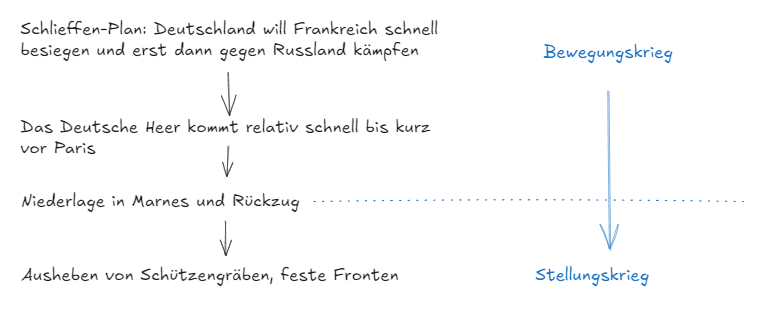 Schlieffen-Plan: Deutschland will Frankreich schnell
besiegen und erst dann gegen Russland kämpfen
Bewegungskrieg
Das Deutsche Heer kommt relativ schnell bis kurz
vor Paris
Niederlage in Marnes und Rückzug
Ausheben von Schützengräben, feste Fronten
Stellungskrieg